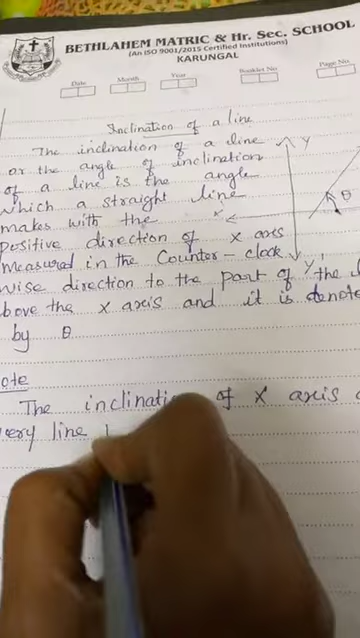 BETHLAHEM MATRIC & Hr. Sec. SCHOOL
(An ISO 9001/2015 Certified Institutions)
KARUNGAL
Date Month Year Booklet No. Page No.
Inclination of a line
The inclination of a line
or the angle of inclination
of a line is the angle
which a straight line
makes with the
positive direction of x axis
measured in the Counter-clock
wise direction to the part of the
above the x axis and it is denote
by θ
Y
θ
x'
Y'
Note
The inclination of X axis
every line